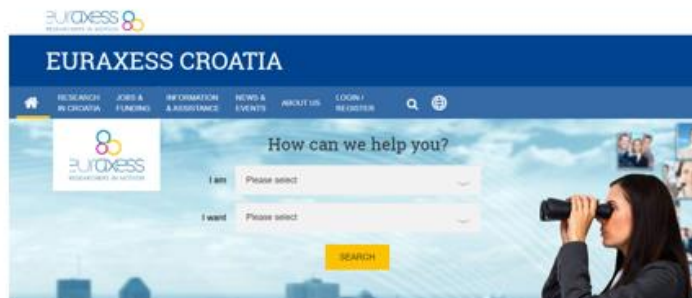 euraxess
RESEARCHERS IN MOTION
EURAXESS CROATIA
RESEARCH IN CROATIA
JOBS & FUNDING
INFORMATION & ASSISTANCE
NEWS & EVENTS
ABOUT US
LOGIN / REGISTER
euraxess
RESEARCHERS IN MOTION
How can we help you?
I am
Please select
I want
Please select
SEARCH